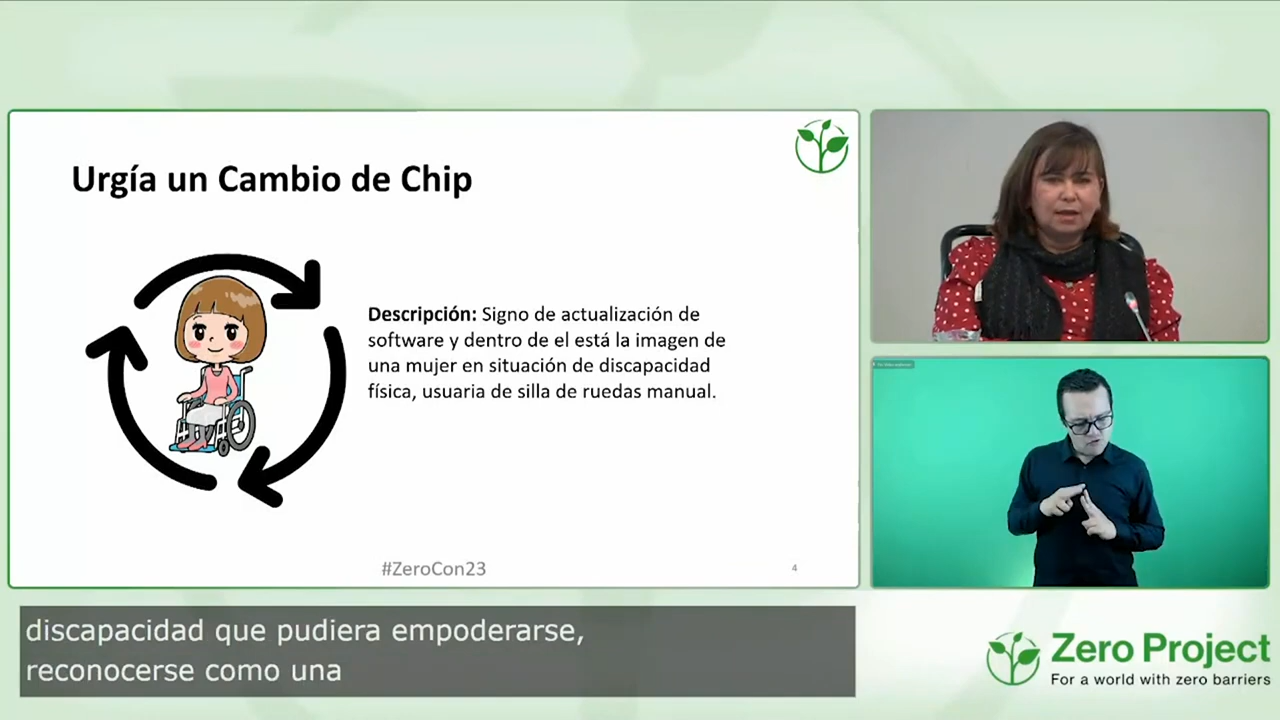 Urgía un Cambio de Chip
Descripción: Signo de actualización de
software y dentro de el está la imagen de
una mujer en situación de discapacidad
física, usuaria de silla de ruedas manual.
#ZeroCon23
4
discapacidad que pudiera empoderarse,
reconocerse como una
Zero Project
For a world with zero barriers